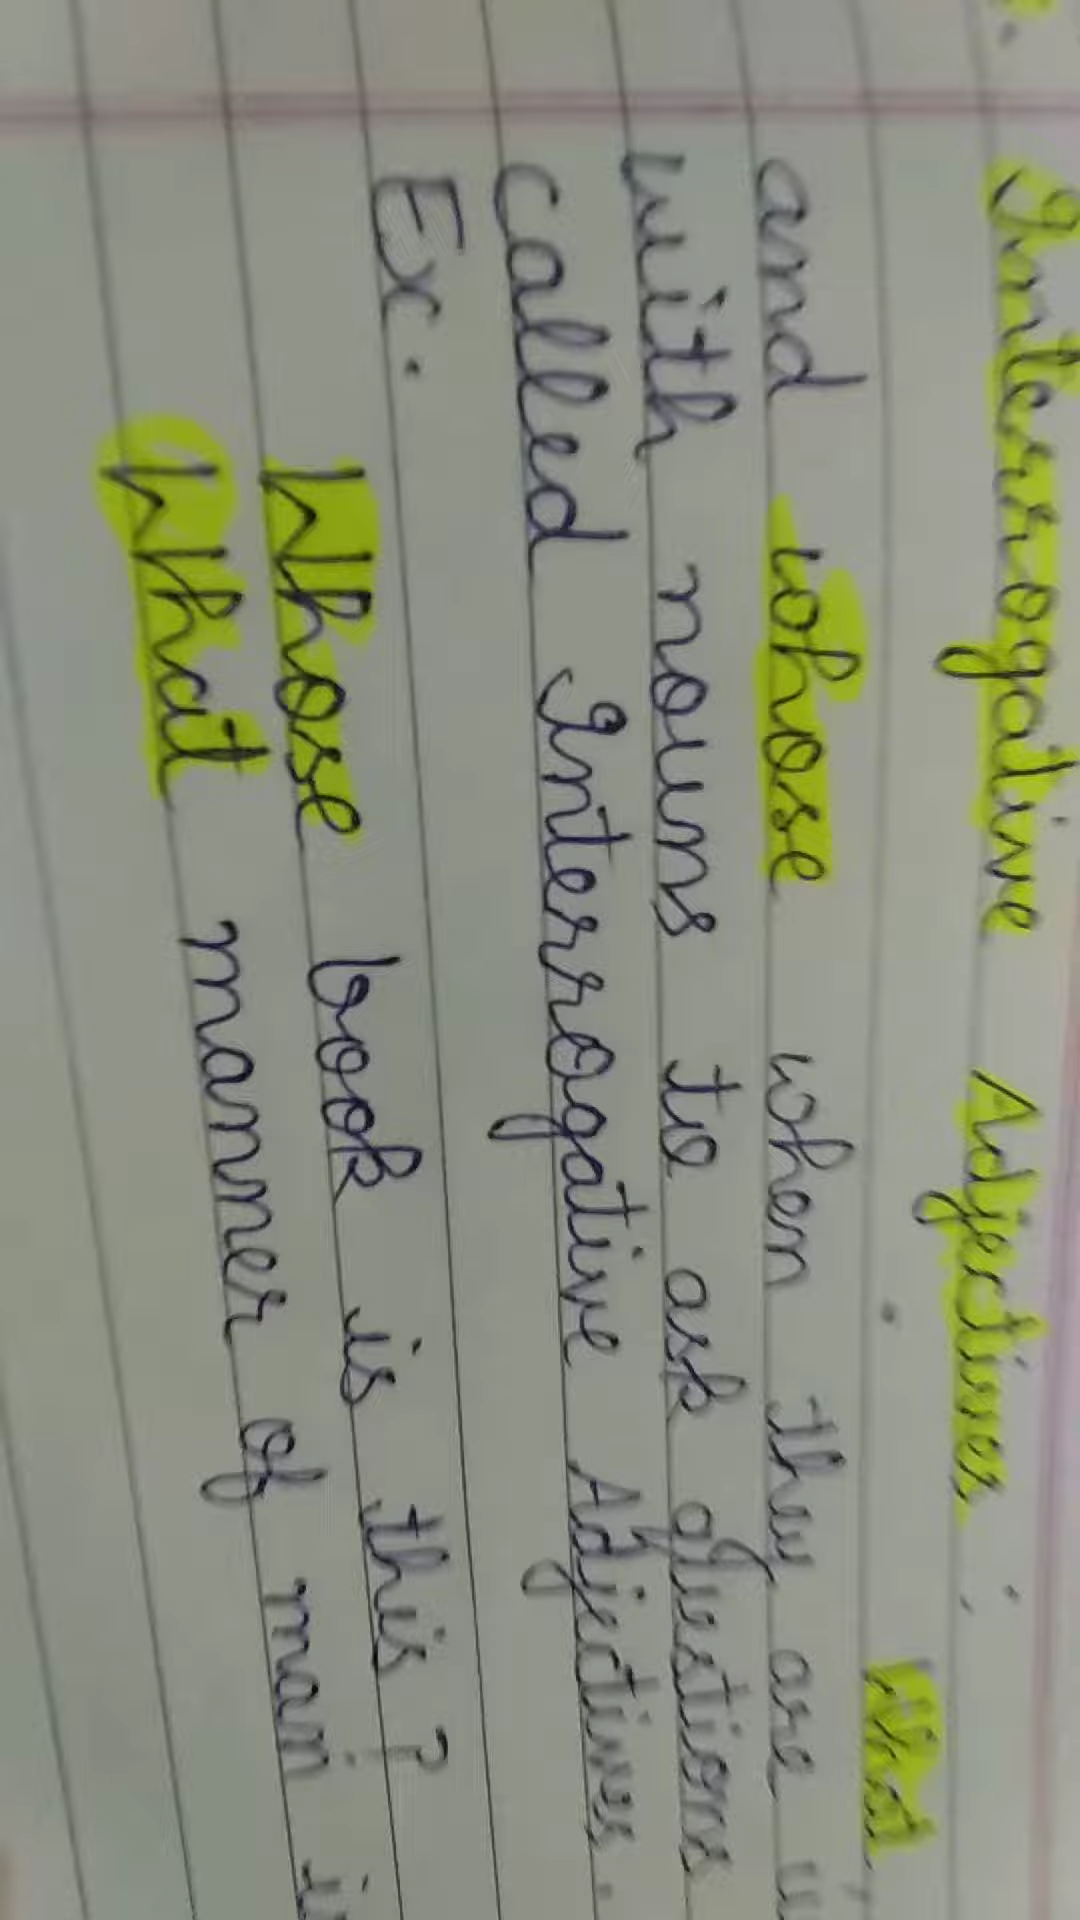 Interrogative Adjectives :
What
and whose when they are
with nouns to ask questions
called Interrogative Adjectives.
Ex.
Whose book is this?
What manner of man